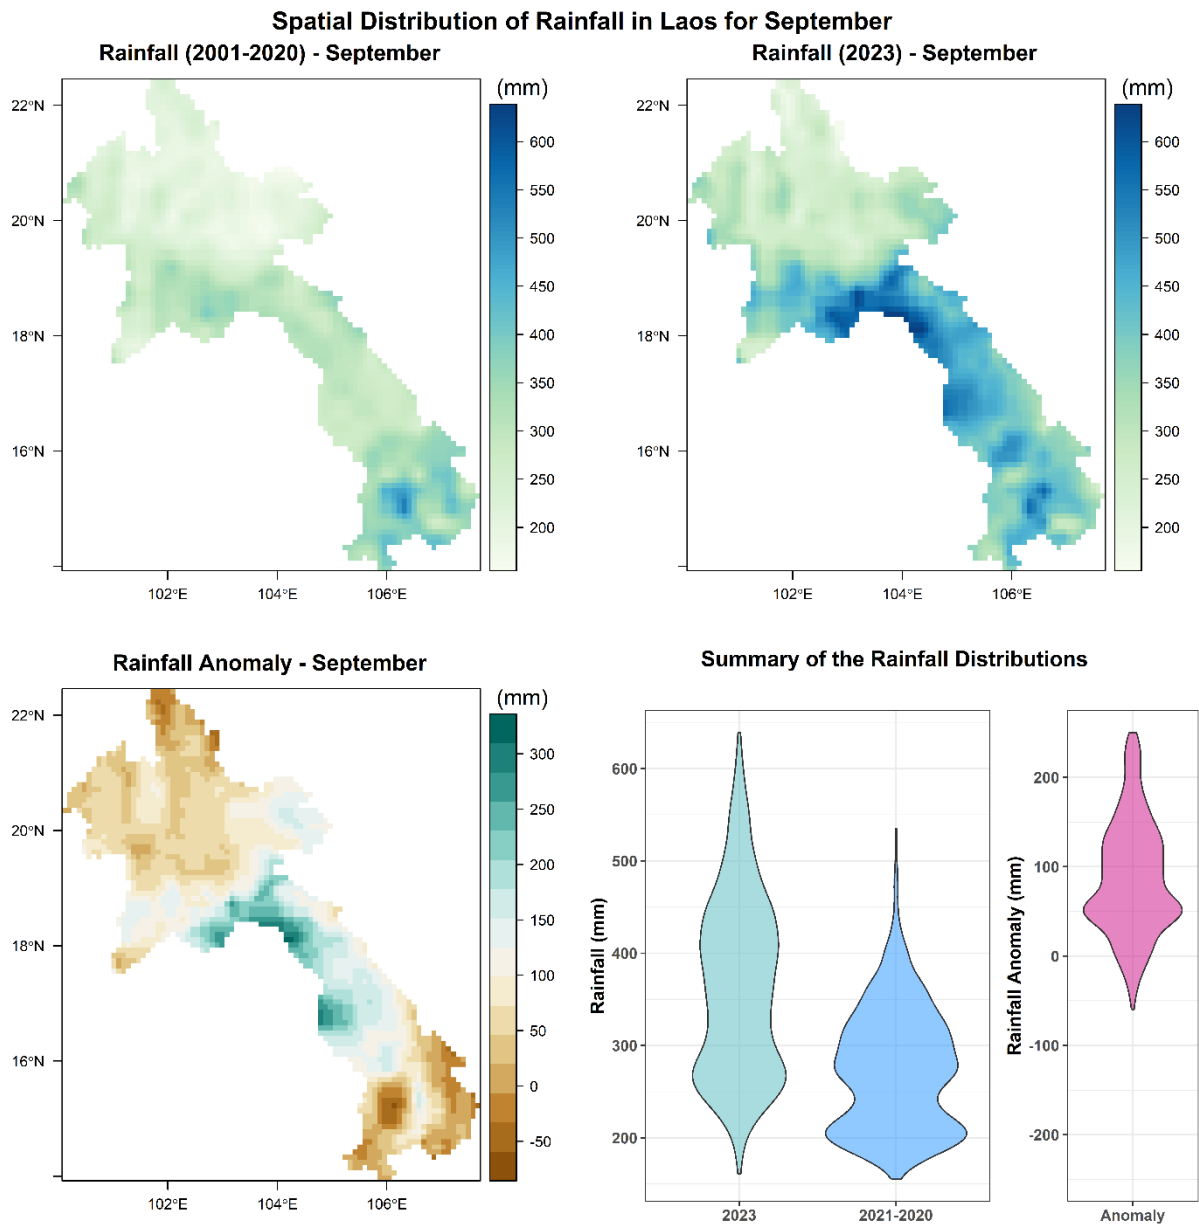 Spatial Distribution of Rainfall in Laos for September
Rainfall (2001-2020) - September
Rainfall (2023) - September
(mm)
(mm)
22°N
20°N
18°N
16°N
102°E
104°E
106°E
600
550
500
450
400
350
300
250
200
22°N
20°N
18°N
16°N
102°E
104°E
106°E
600
550
500
450
400
350
300
250
200
Rainfall Anomaly - September
(mm)
22°N
20°N
18°N
16°N
102°E
104°E
106°E
300
250
200
150
100
50
0
-50
Summary of the Rainfall Distributions
Rainfall (mm)
600
500
400
300
200
2023
2021-2020
Rainfall Anomaly (mm)
200
100
0
-100
-200
Anomaly